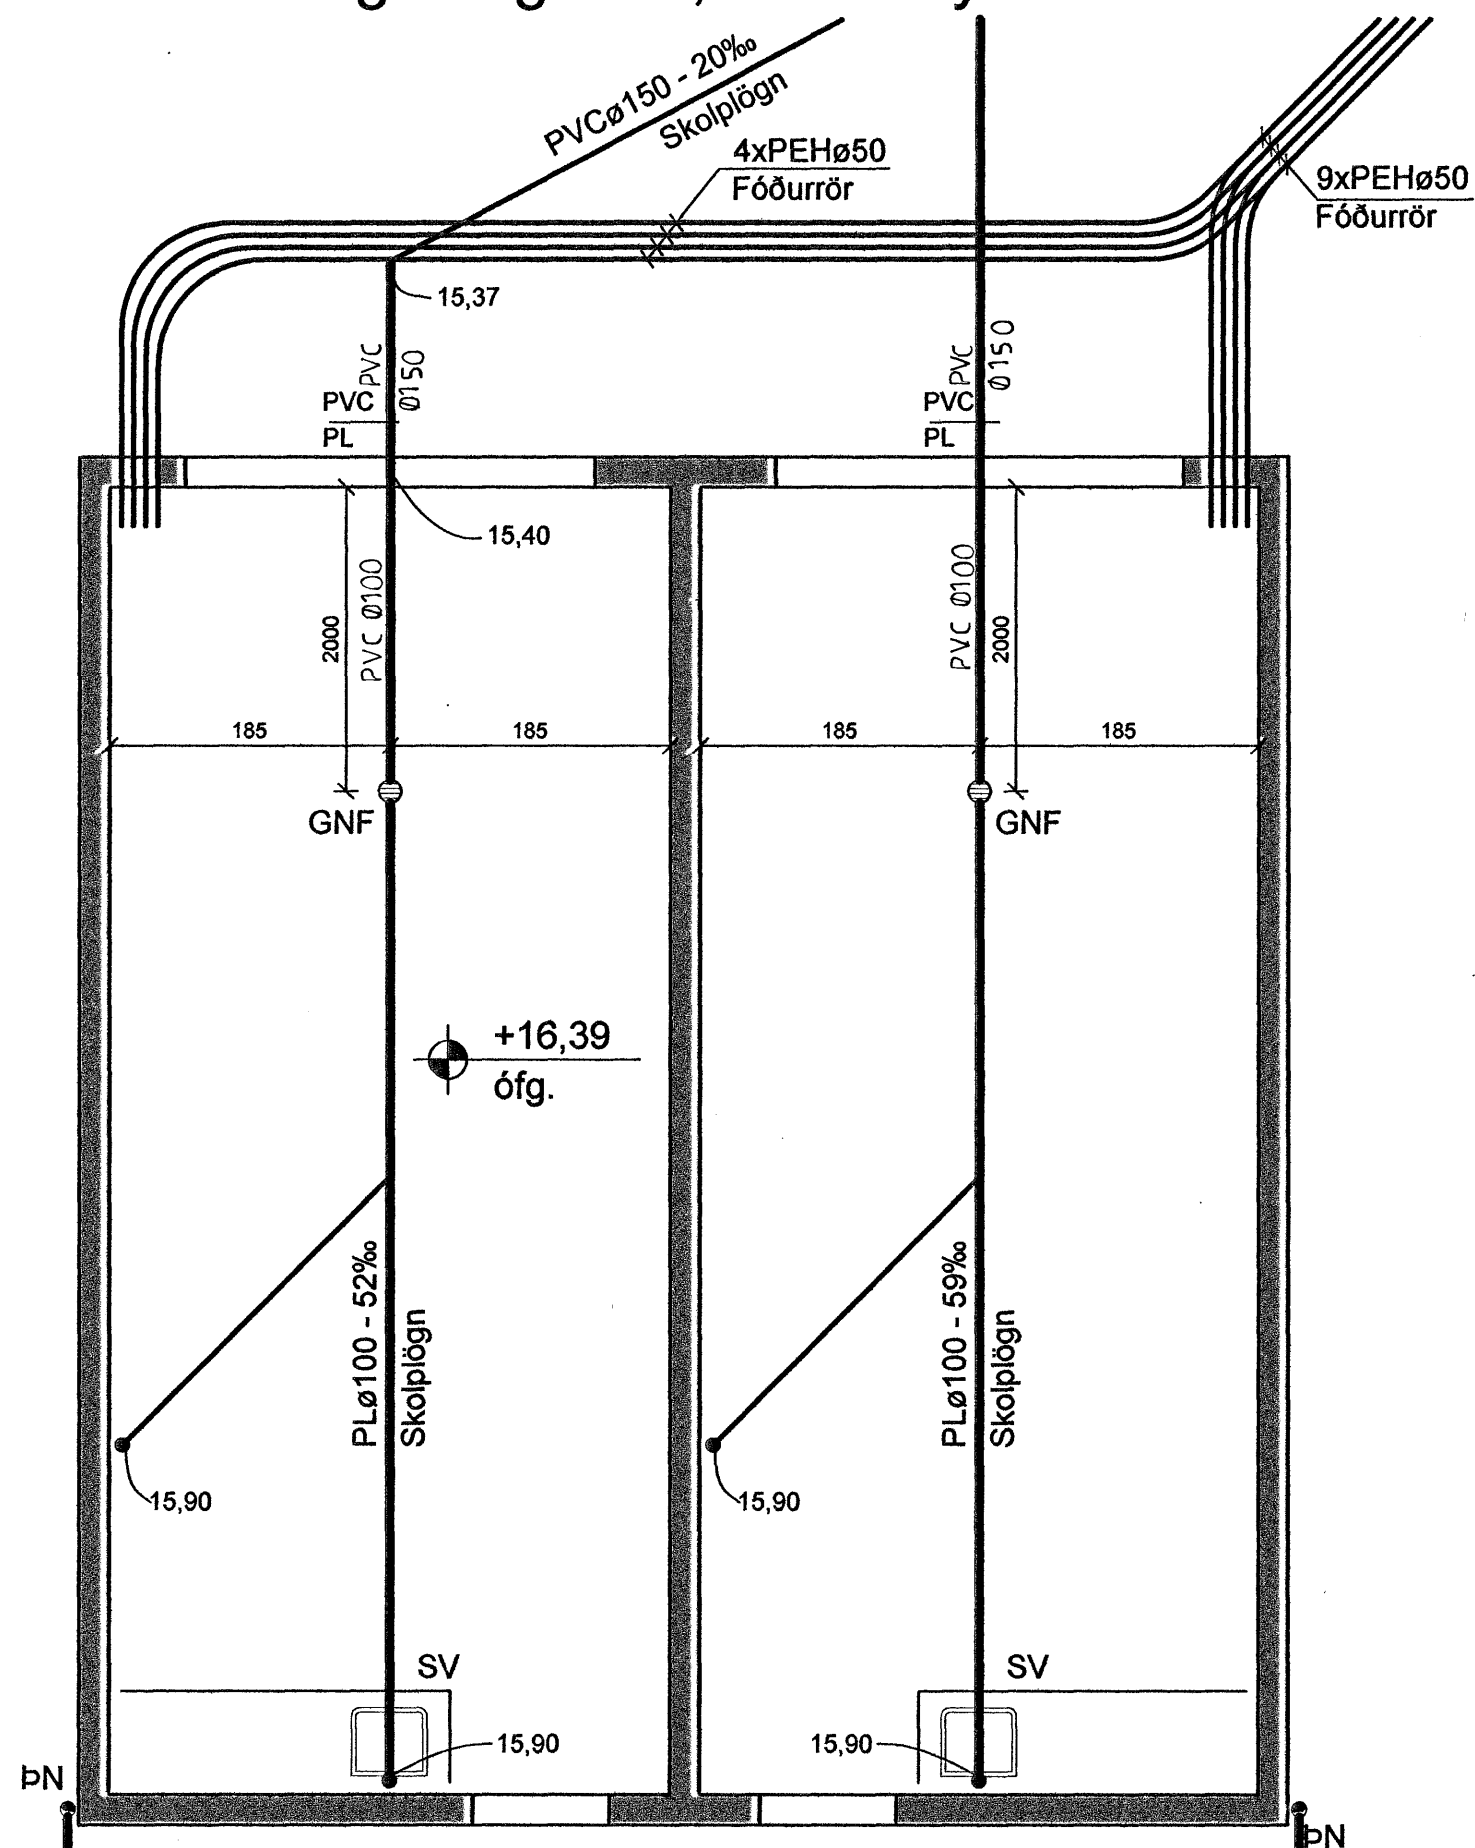 PVCø150 - 20‰
Skolplögn
4xPEHø50
Fóðurrör
9xPEHø50
Fóðurrör
15,37
PVC
Ø150
PVC
PL
PVC
Ø150
PVC
PL
15,40
PVC Ø100
2000
PVC Ø100
2000
185
185
185
185
GNF
GNF
+16,39
ófg.
PLø100 - 52‰
Skolplögn
PLø100 - 59‰
Skolplögn
15,90
15,90
SV
SV
15,90
15,90
ÞN
ÞN